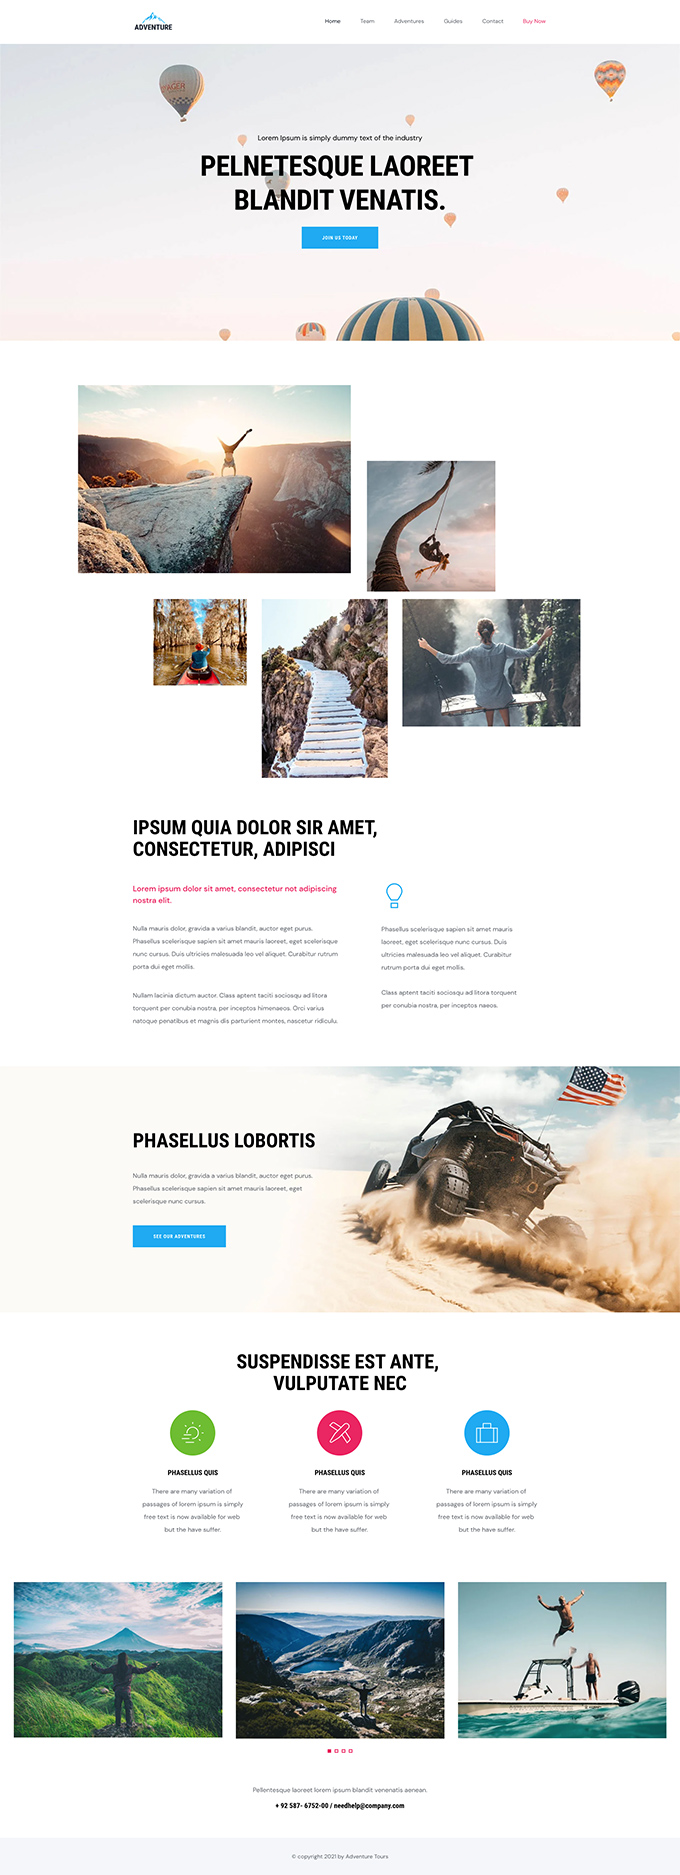 ADVENTURE
Home Team Adventures Guides Contact Buy Now
Lorem Ipsum is simply dummy text of the industry
PELNETESQUE LAOREET
BLANDIT VENATIS.
JOIN US TODAY
IPSUM QUIA DOLOR SIR AMET,
CONSECTETUR, ADIPISCI
Lorem ipsum dolor sit amet, consectetur not adipiscing
nostra elit.
Nulla mauris dolor, gravida a varius blandit, auctor eget purus.
Phasellus scelerisque sapien sit amet mauris laoreet, eget scelerisque
nunc cursus. Duis ultricies malesuada leo vel aliquet. Curabitur rutrum
porta dui eget mollis.
Nullam lacinia dictum auctor. Class aptent taciti sociosqu ad litora
torquent per conubia nostra, per inceptos himenaeos. Orci varius
natoque penatibus et magnis dis parturient montes, nascetur ridiculu.
Phasellus scelerisque sapien sit amet mauris
laoreet, eget scelerisque nunc cursus. Duis
ultricies malesuada leo vel aliquet. Curabitur
rutrum porta dui eget mollis.
Class aptent taciti sociosqu ad litora torquent
per conubia nostra, per inceptos naeos.
PHASELLUS LOBORTIS
Nulla mauris dolor, gravida a varius blandit, auctor eget purus.
Phasellus scelerisque sapien sit amet mauris laoreet, eget
scelerisque nunc cursus.
SEE OUR ADVENTURES
SUSPENDISSE EST ANTE,
VULPUTATE NEC
PHASELLUS QUIS
There are many variation of
passages of lorem ipsum is simply
free text is now available for web
but the have suffer.
PHASELLUS QUIS
There are many variation of
passages of lorem ipsum is simply
free text is now available for web
but the have suffer.
PHASELLUS QUIS
There are many variation of
passages of lorem ipsum is simply
free text is now available for web
but the have suffer.
Pellentesque laoreet lorem ipsum blandit venenatis aenean.
+ 92 587- 6752-00 / needhelp@company.com
© copyright 2021 by Adventure Tours